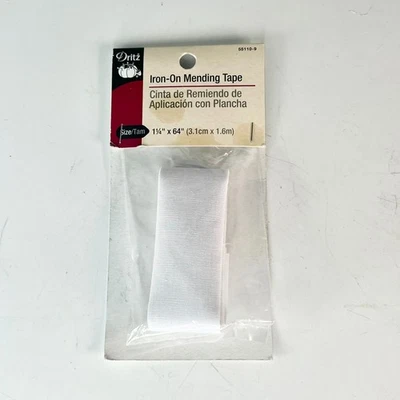 55110-9
Dritz
Iron-On Mending Tape
Cinta de Remiendo de
Aplicación con Plancha
Size/Tam 1¼" x 64" (3.1cm x 1.6m)